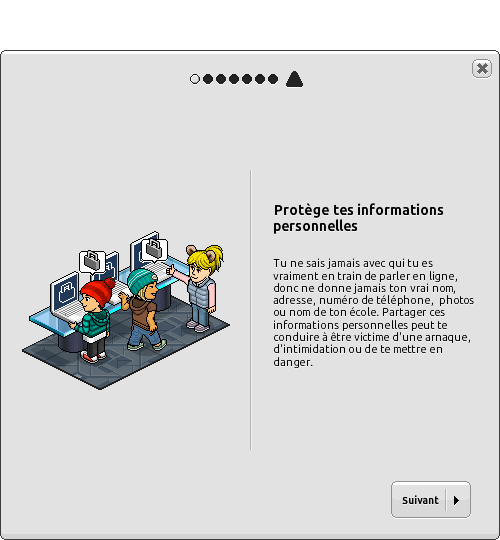 Protège tes informations
personnelles
Tu ne sais jamais avec qui tu es
vraiment en train de parler en ligne,
donc ne donne jamais ton vrai nom,
adresse, numéro de téléphone, photos
ou nom de ton école. Partager ces
informations personnelles peut te
conduire à être victime d'une arnaque,
d'intimidation ou de te mettre en
danger.
Suivant